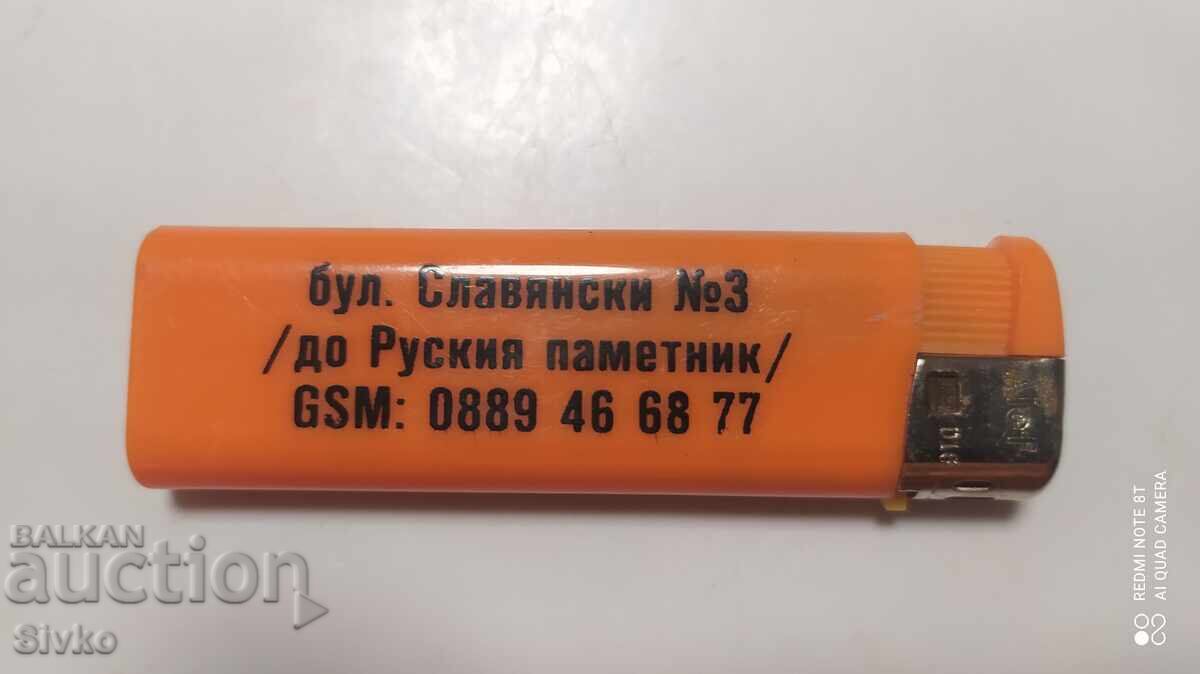 бул. Славянски №3
/до Руския паметник/
GSM: 0889 46 68 77
BALKAN
auction
Sivko
REDMI NOTE 8T
AI QUAD CAMERA